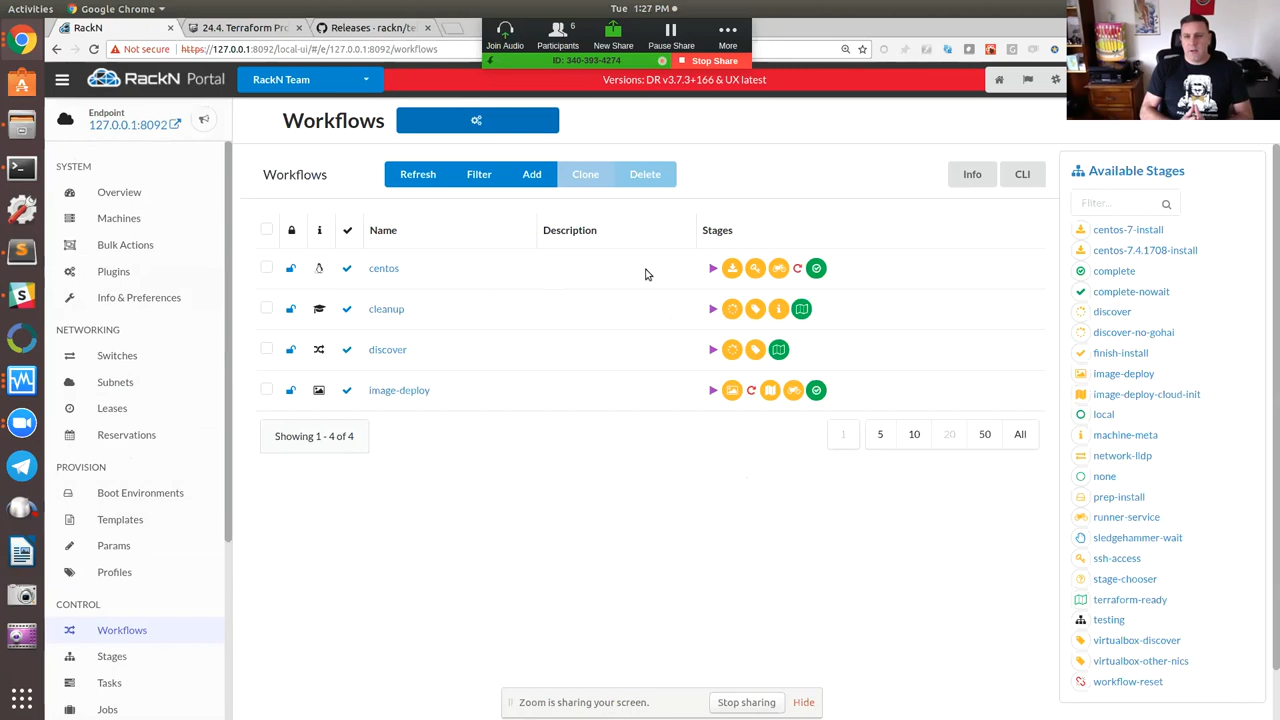 Activities
Google Chrome
Tue 1:27 PM
RackN
24.4. Terraform Pro
Releases · rackn/te
Not secure
https://127.0.0.1:8092/local-ui/#/e/127.0.0.1:8092/workflows
Join Audio
Participants
6
New Share
Pause Share
More
ID: 340-393-4274
Stop Share
RackN Portal
RackN Team
Versions: DR v3.7.3+166 & UX latest
Endpoint
127.0.0.1:8092
Workflows
SYSTEM
Overview
Machines
Bulk Actions
Plugins
Info & Preferences
NETWORKING
Switches
Subnets
Leases
Reservations
PROVISION
Boot Environments
Templates
Params
Profiles
CONTROL
Workflows
Stages
Tasks
Jobs
Workflows
Refresh
Filter
Add
Clone
Delete
Info
CLI
Name
Description
Stages
centos
cleanup
discover
image-deploy
Showing 1 - 4 of 4
1
5
10
20
50
All
Available Stages
Filter...
centos-7-install
centos-7.4.1708-install
complete
complete-nowait
discover
discover-no-gohai
finish-install
image-deploy
image-deploy-cloud-init
local
machine-meta
network-lldp
none
prep-install
runner-service
sledgehammer-wait
ssh-access
stage-chooser
terraform-ready
testing
virtualbox-discover
virtualbox-other-nics
workflow-reset
Zoom is sharing your screen.
Stop sharing
Hide